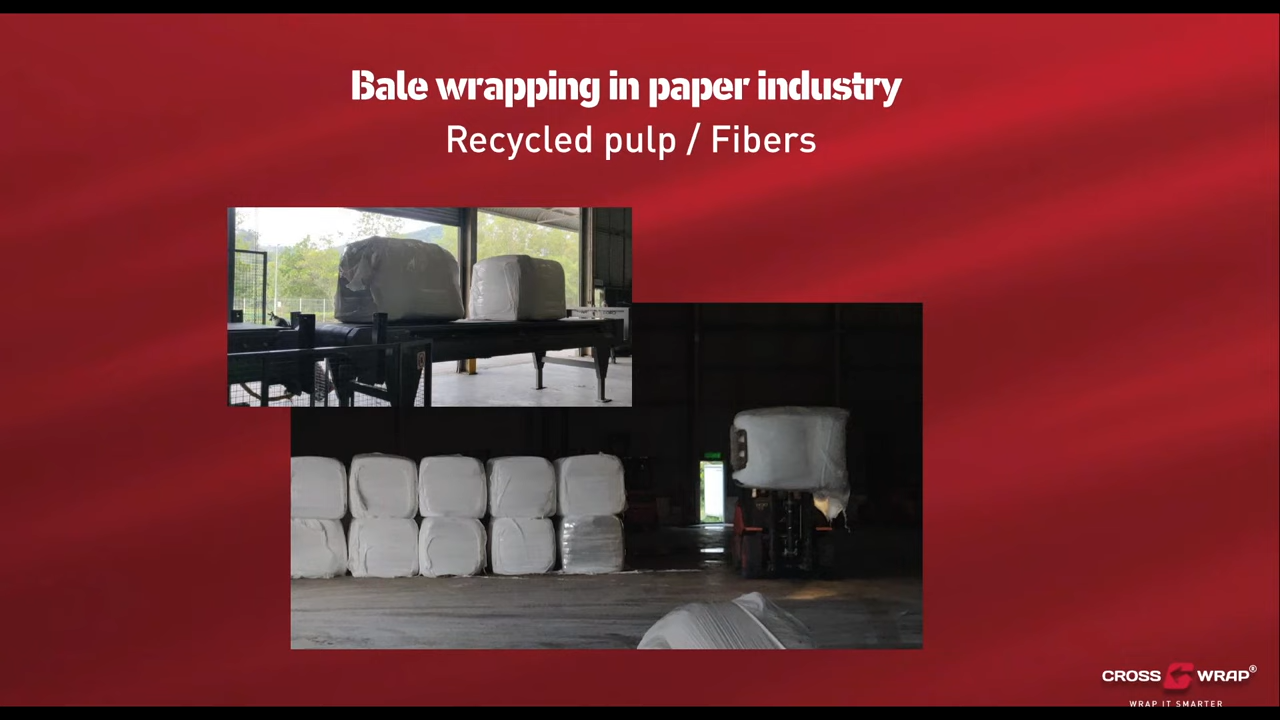 Bale wrapping in paper industry
Recycled pulp / Fibers
CROSS WRAP®
WRAP IT SMARTER